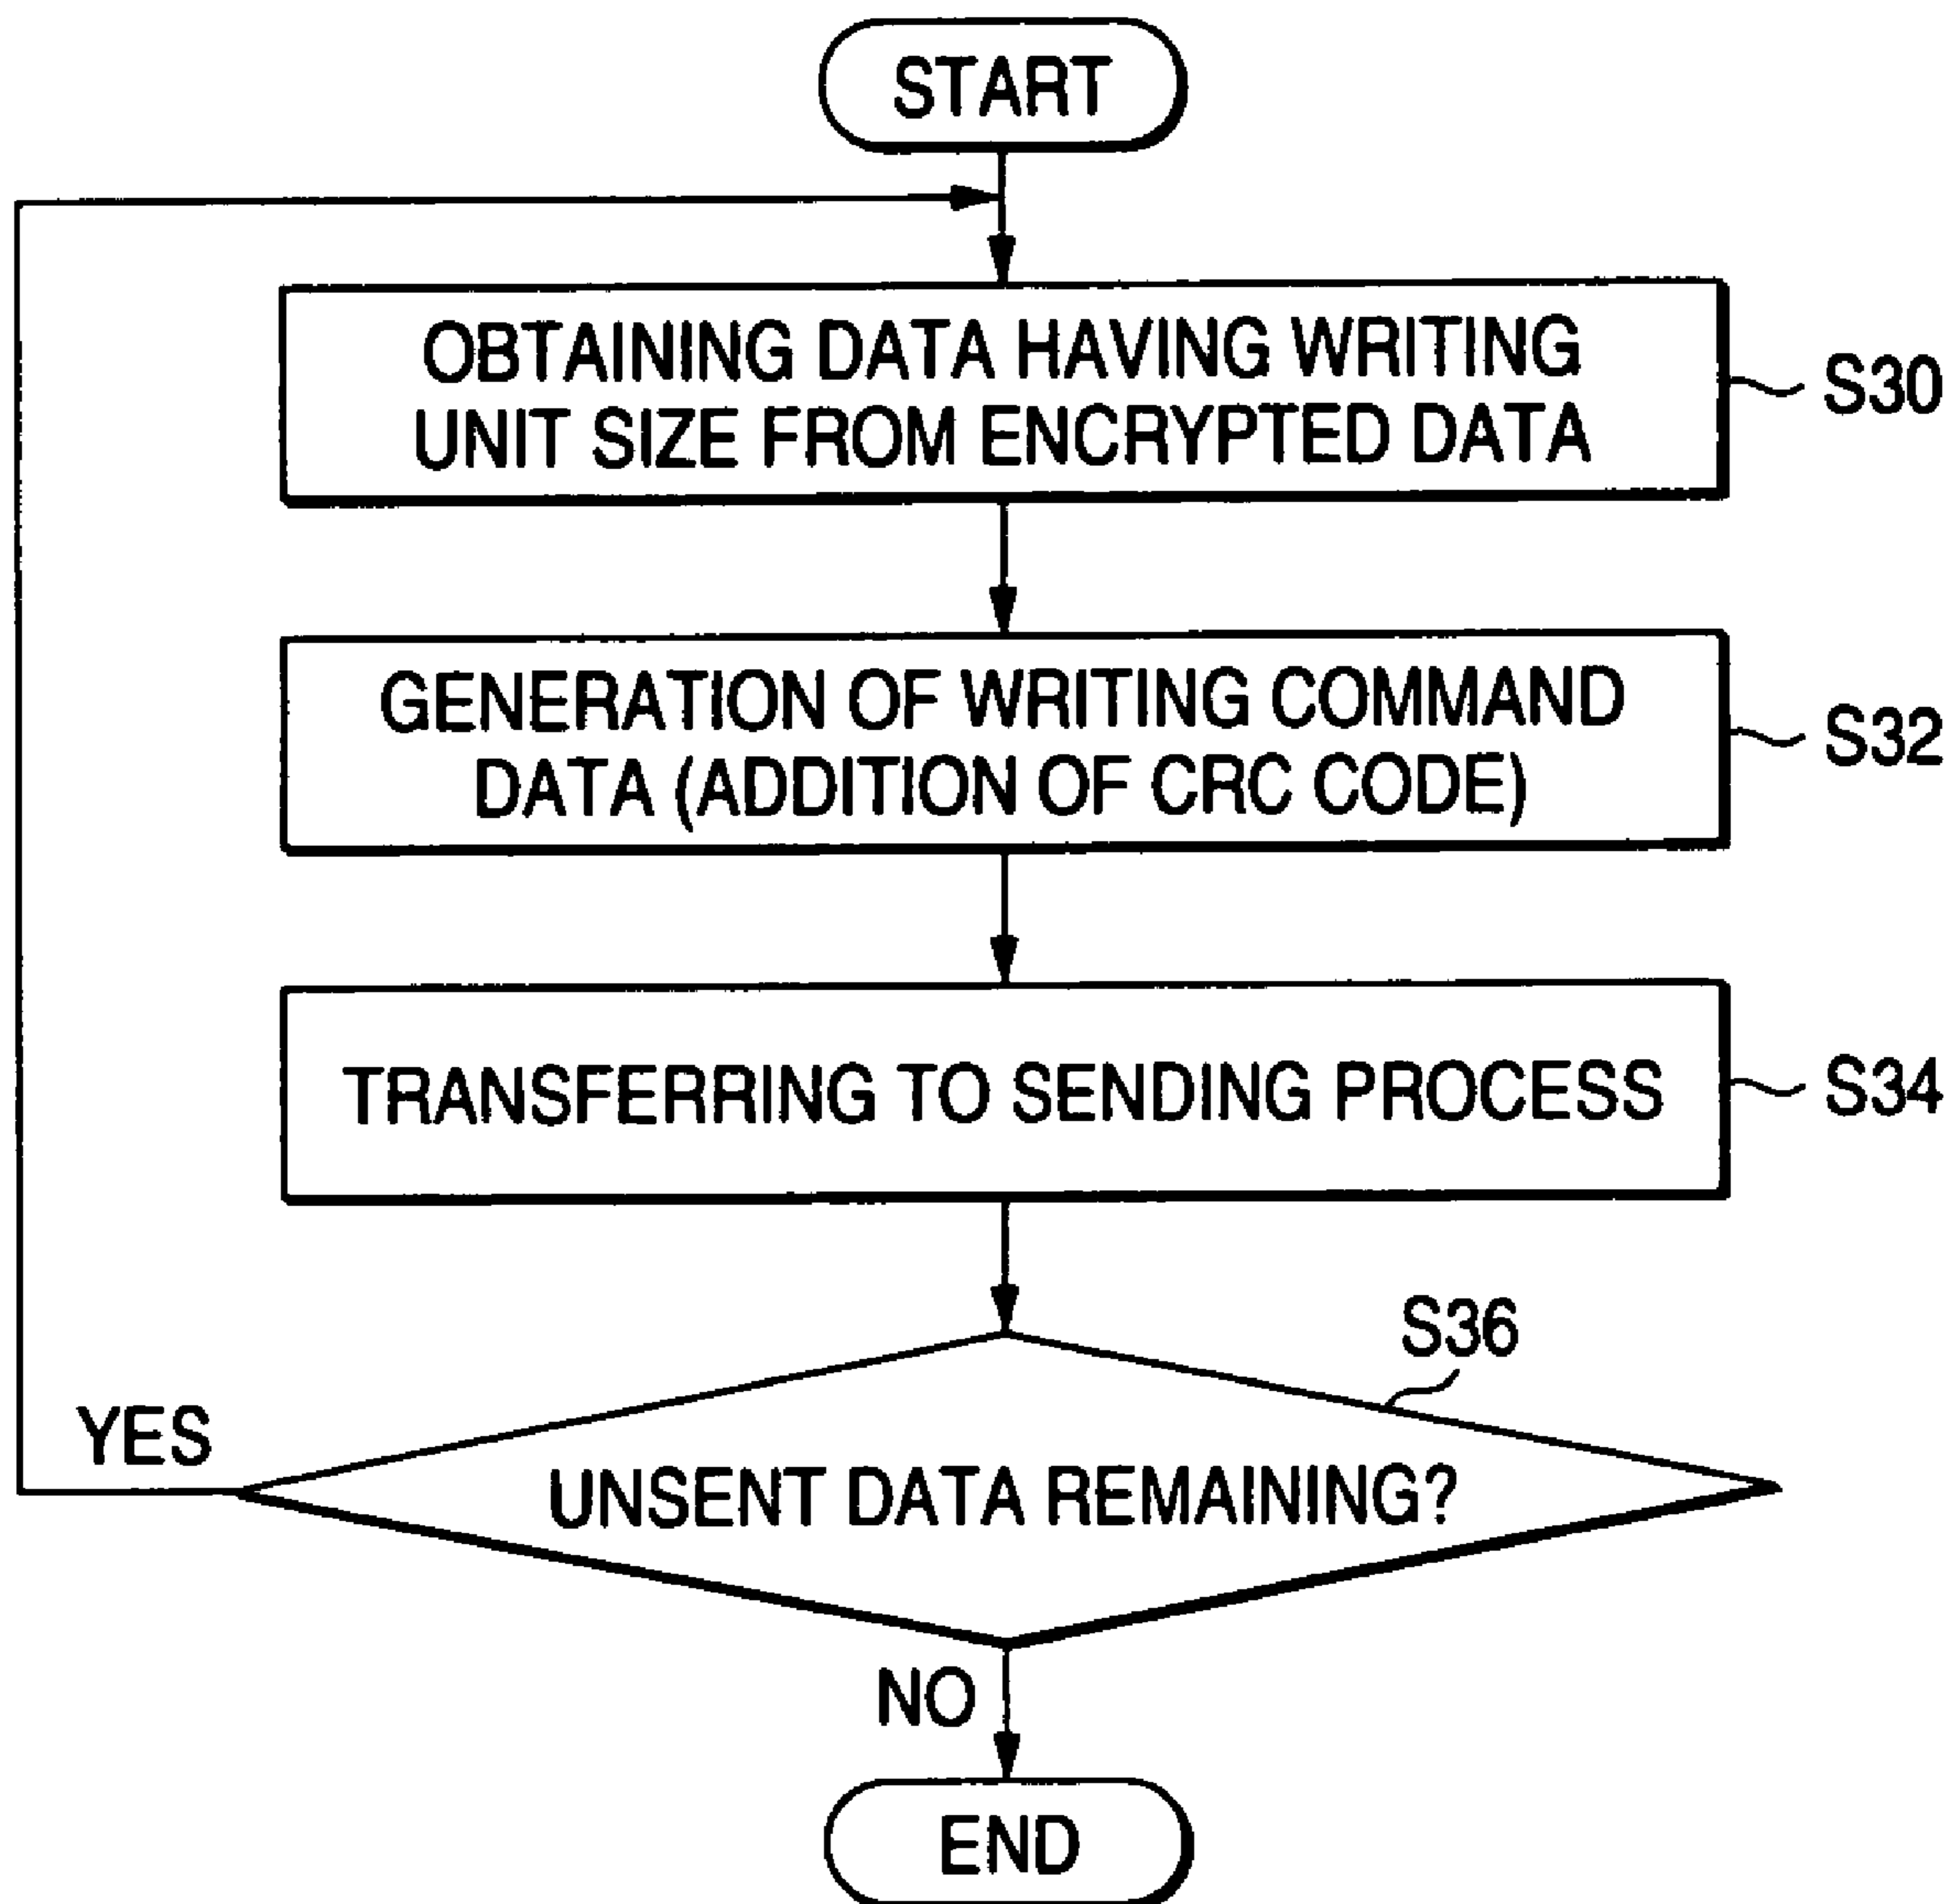 START
OBTAINING DATA HAVING WRITING
UNIT SIZE FROM ENCRYPTED DATA
S30
GENERATION OF WRITING COMMAND
DATA (ADDITION OF CRC CODE)
S32
TRANSFERRING TO SENDING PROCESS
S34
S36
UNSENT DATA REMAINING?
YES
NO
END